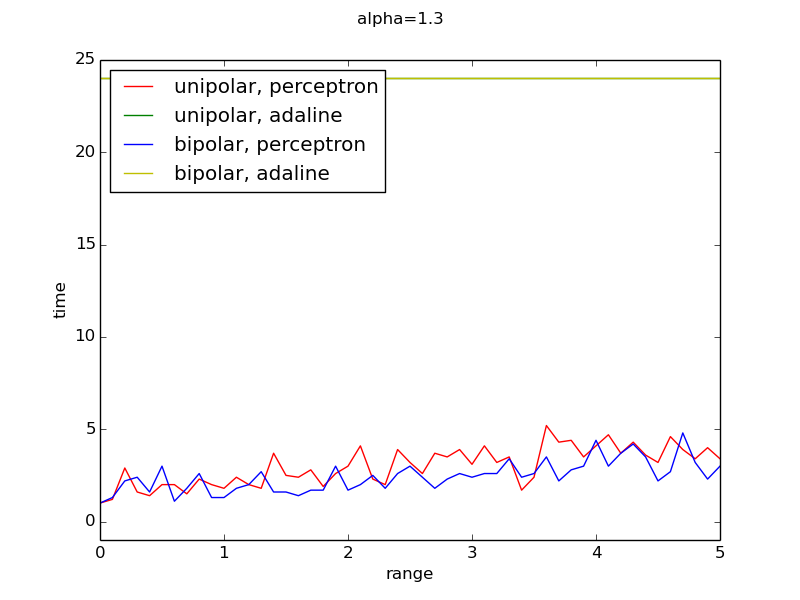 alpha=1.3
25
20
15
10
5
0
time
unipolar, perceptron
unipolar, adaline
bipolar, perceptron
bipolar, adaline
0 1 2 3 4 5
range